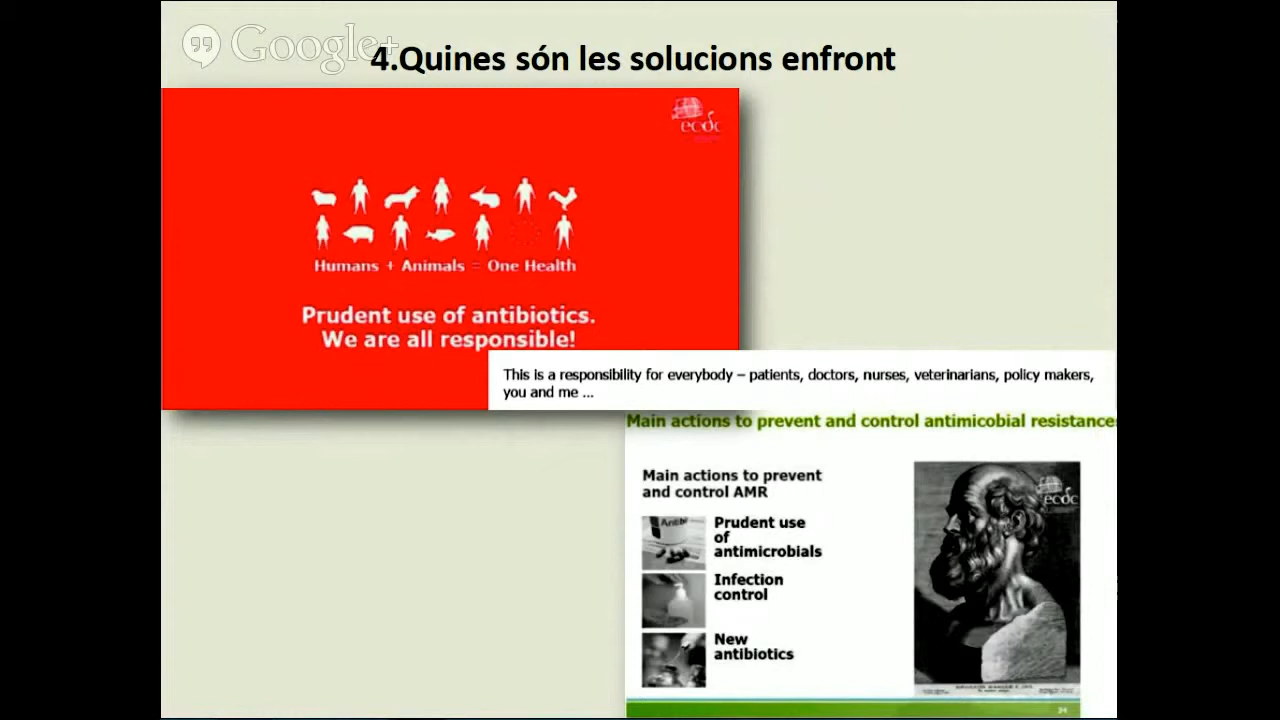 Google+
4.Quines són les solucions enfront
ecdc
Humans + Animals = One Health
Prudent use of antibiotics.
We are all responsible!
This is a responsibility for everybody – patients, doctors, nurses, veterinarians, policy makers,
you and me ...
Main actions to prevent and control antimicobial resistances
Main actions to prevent
and control AMR
ecdc
Antibi
Prudent use
of
antimicrobials
Infection
control
New
antibiotics
24